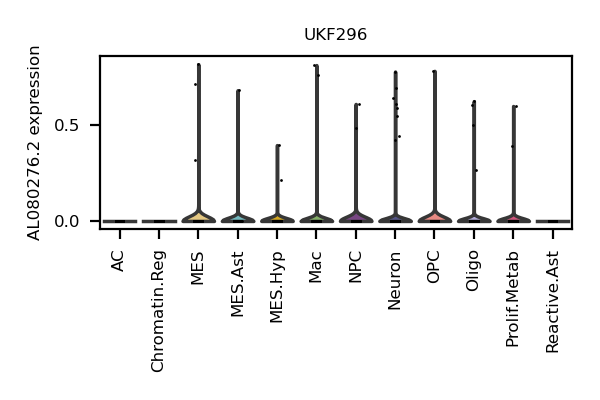 UKF296
AL080276.2 expression
0.5
0.0
AC
Chromatin.Reg
MES
MES.Ast
MES.Hyp
Mac
NPC
Neuron
OPC
Oligo
Prolif.Metab
Reactive.Ast